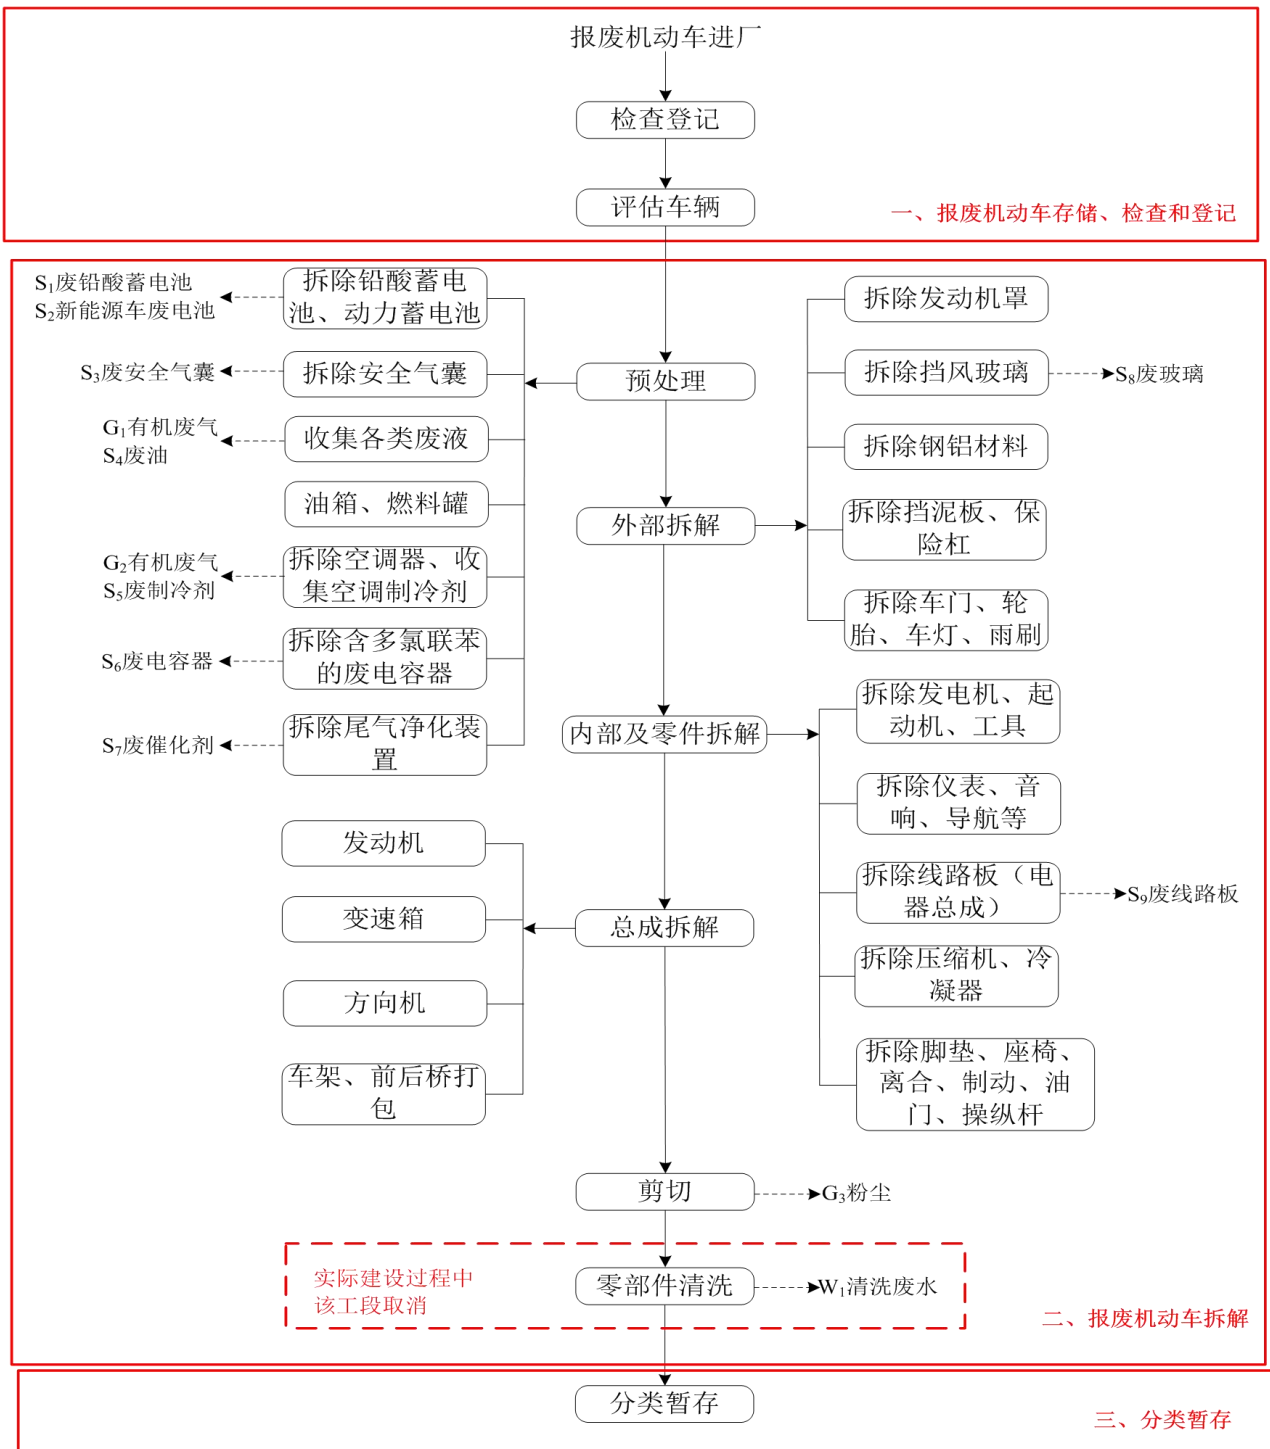 报废机动车进厂
检查登记
评估车辆
一、报废机动车存储、检查和登记
S₁废铅酸蓄电池
S₂新能源车废电池
拆除铅酸蓄电
池、动力蓄电池
S₃废安全气囊
拆除安全气囊
G₁有机废气
S₄废油
收集各类废液
油箱、燃料罐
G₂有机废气
S₅废制冷剂
拆除空调器、收
集空调制冷剂
S₆废电容器
拆除含多氯联苯
的废电容器
S₇废催化剂
拆除尾气净化装
置
预处理
外部拆解
拆除发动机罩
拆除挡风玻璃
S₈废玻璃
拆除钢铝材料
拆除挡泥板、保
险杠
拆除车门、轮
胎、车灯、雨刷
内部及零件拆解
拆除发电机、起
动机、工具
拆除仪表、音
响、导航等
拆除线路板（电
器总成）
S₉废线路板
拆除压缩机、冷
凝器
拆除脚垫、座椅、
离合、制动、油
门、操纵杆
发动机
变速箱
方向机
车架、前后桥打
包
总成拆解
剪切
G₃粉尘
实际建设过程中
该工段取消
零部件清洗
W₁清洗废水
二、报废机动车拆解
分类暂存
三、分类暂存